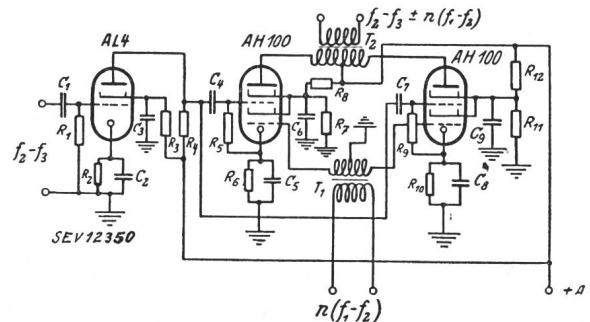 f₂-f₃ ± n(f₁-f₂)
AL4
AH100
T₂
AH100
C₁
C₄
R₈
C₇
R₁₂
R₁
C₃
R₃
R₄
R₅
C₆
R₇
R₉
C₉
R₁₁
f₂-f₃
R₂
C₂
R₆
C₅
T₁
R₁₀
C₈
SEV12350
+A
n(f₁-f₂)